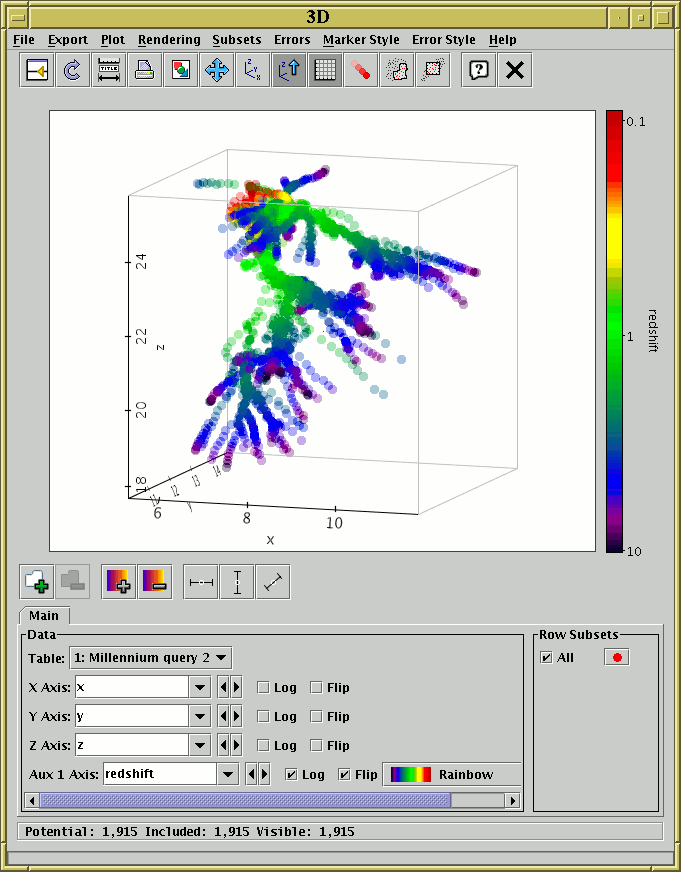 3D
File Export Plot Rendering Subsets Errors Marker Style Error Style Help
TITLE
0.1
24
22
z
20
18
redshift
1
11 12 13 14
y
6 8 10
x
10
Main
Data
Row Subsets
Table: 1: Millennium query 2
All
X Axis: x Log Flip
Y Axis: y Log Flip
Z Axis: z Log Flip
Aux 1 Axis: redshift Log Flip Rainbow
Potential: 1,915 Included: 1,915 Visible: 1,915